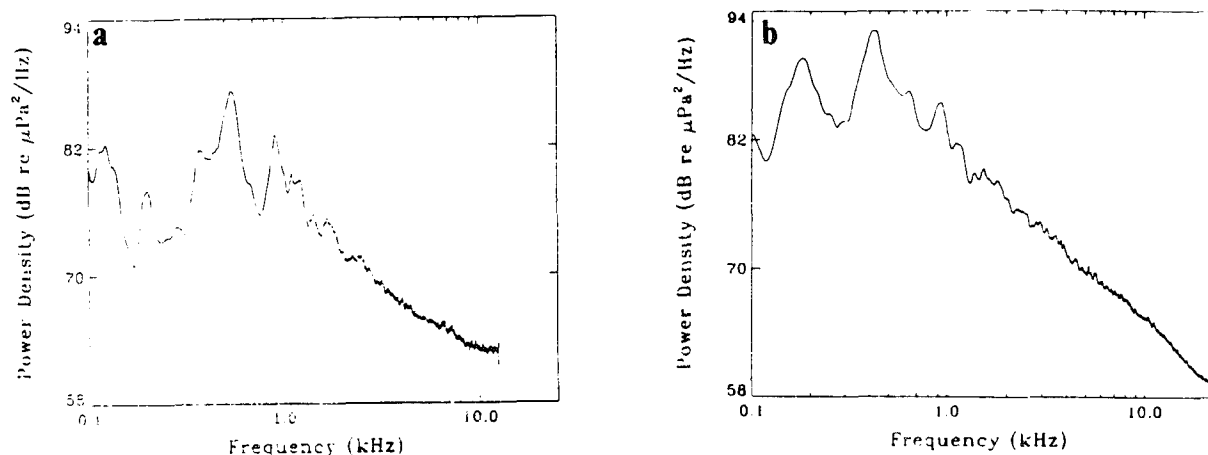 a
94
82
70
58
0.1
1.0
10.0
Power Density (dB re μPa²/Hz)
Frequency (kHz)
b
94
82
70
58
0.1
1.0
10.0
Power Density (dB re μPa²/Hz)
Frequency (kHz)